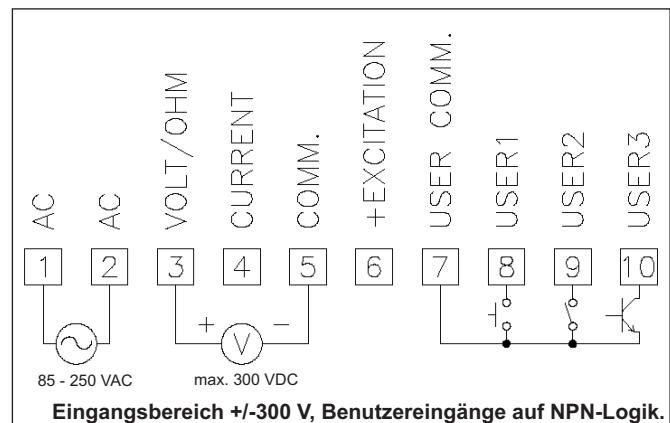 AC
AC
VOLT/OHM
CURRENT
COMM.
+EXCITATION
USER COMM.
USER1
USER2
USER3
1 2 3 4 5 6 7 8 9 10
+ V -
85 - 250 VAC
max. 300 VDC
Eingangsbereich +/-300 V, Benutzereingänge auf NPN-Logik.